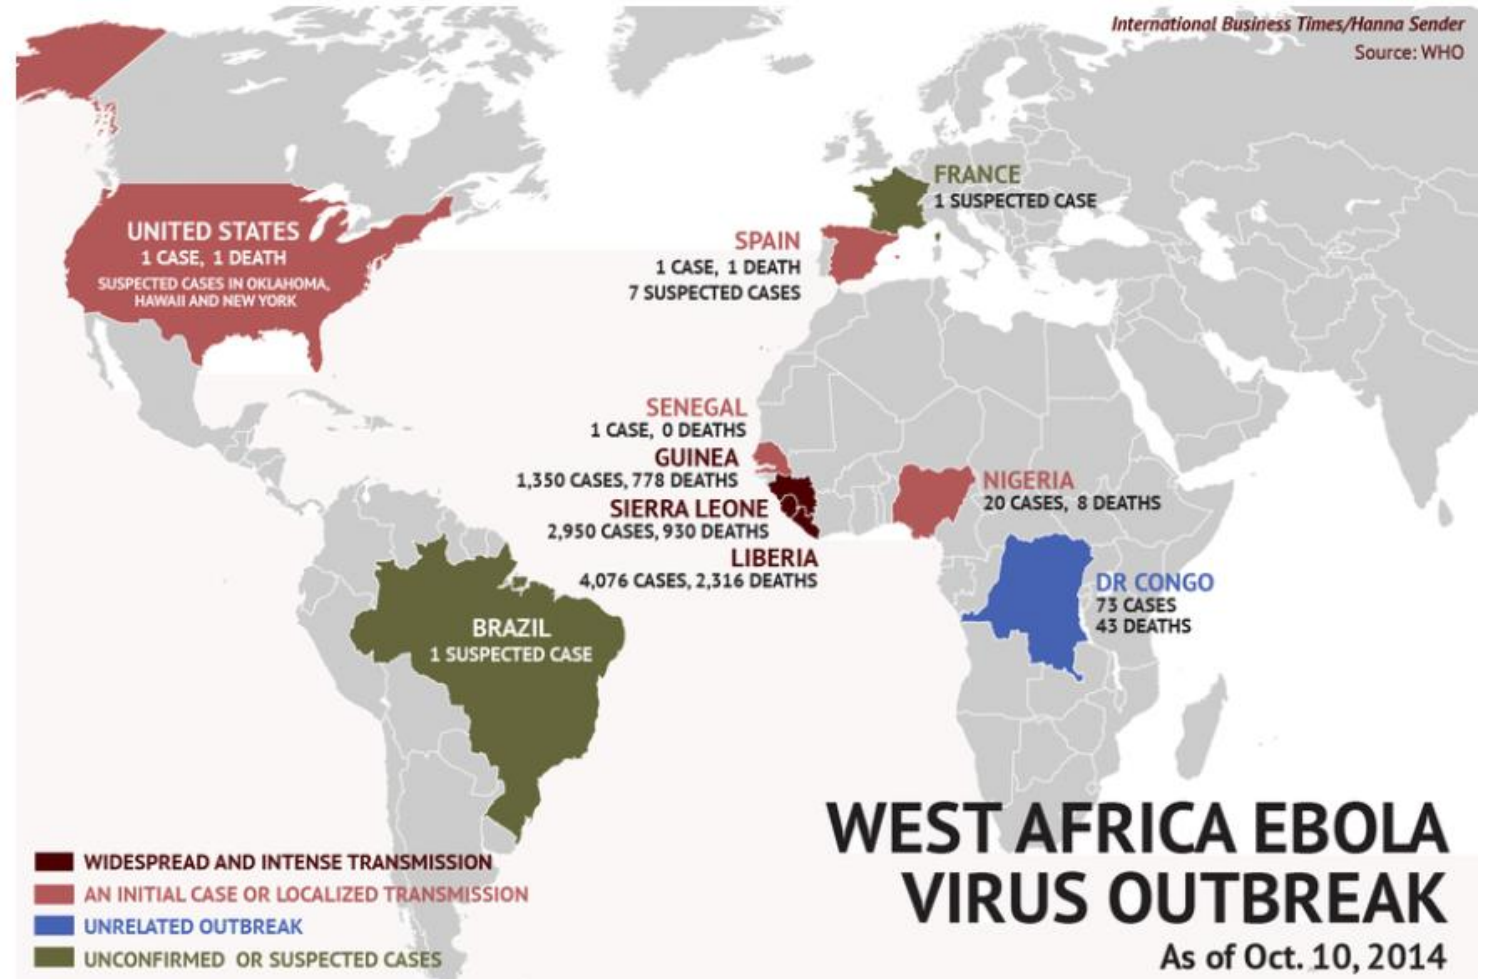 International Business Times/Hanna Sender
Source: WHO
UNITED STATES
1 CASE, 1 DEATH
SUSPECTED CASES IN OKLAHOMA,
HAWAII AND NEW YORK
FRANCE
1 SUSPECTED CASE
SPAIN
1 CASE, 1 DEATH
7 SUSPECTED CASES
SENEGAL
1 CASE, 0 DEATHS
GUINEA
1,350 CASES, 778 DEATHS
SIERRA LEONE
2,950 CASES, 930 DEATHS
LIBERIA
4,076 CASES, 2,316 DEATHS
NIGERIA
20 CASES, 8 DEATHS
DR CONGO
73 CASES
43 DEATHS
BRAZIL
1 SUSPECTED CASE
WIDESPREAD AND INTENSE TRANSMISSION
AN INITIAL CASE OR LOCALIZED TRANSMISSION
UNRELATED OUTBREAK
UNCONFIRMED OR SUSPECTED CASES
WEST AFRICA EBOLA
VIRUS OUTBREAK
As of Oct. 10, 2014